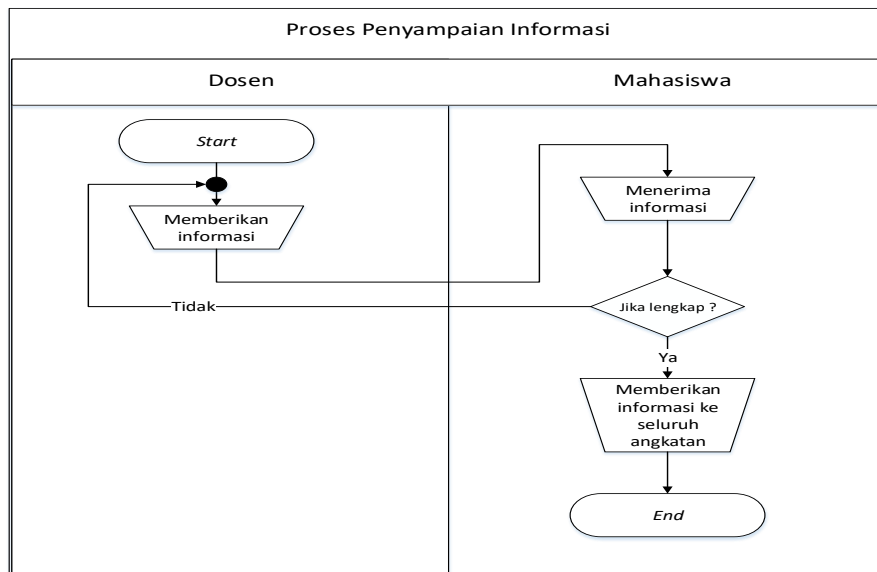 Proses Penyampaian Informasi
Dosen
Mahasiswa
Start
Memberikan
informasi
Menerima
informasi
Tidak
Jika lengkap ?
Ya
Memberikan
informasi ke
seluruh
angkatan
End